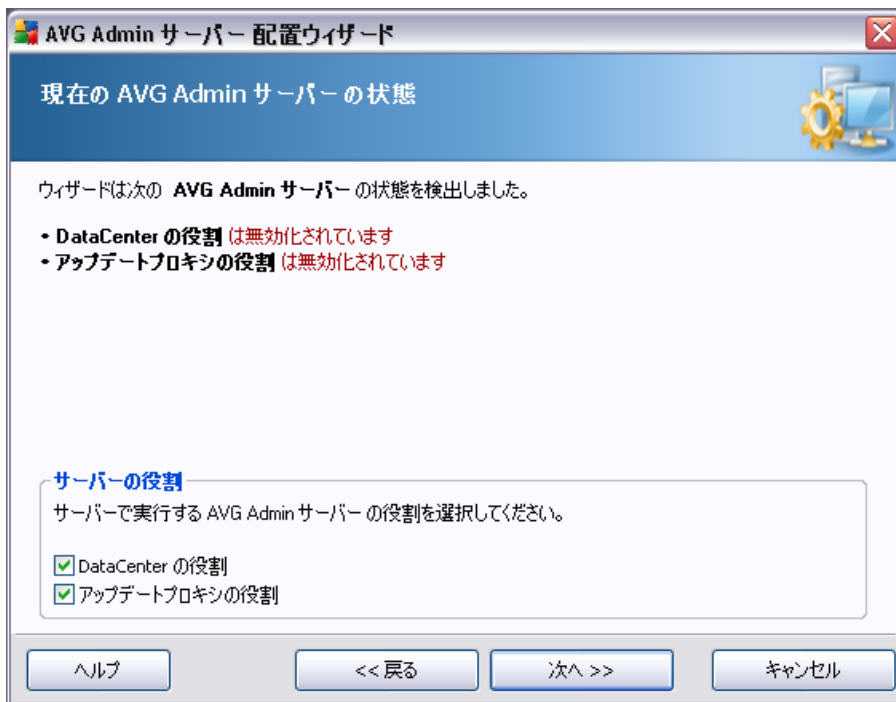 AVG Admin サーバー 配置ウィザード
現在の AVG Admin サーバー の状態
ウィザードは次の AVG Admin サーバー の状態を検出しました。
• DataCenter の役割 は無効化されています
• アップデートプロキシの役割 は無効化されています
サーバーの役割
サーバーで実行する AVG Admin サーバー の役割を選択してください。
DataCenter の役割
アップデートプロキシの役割
ヘルプ
<< 戻る
次へ >>
キャンセル